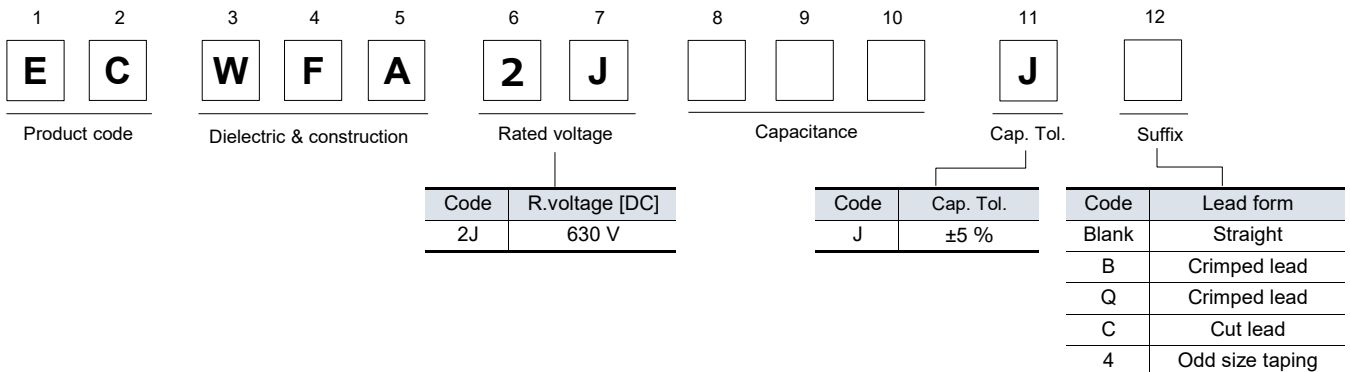 1 2 3 4 5 6 7 8 9 10 11 12
E C W F A 2 J J
Product code Dielectric & construction Rated voltage Capacitance Cap. Tol. Suffix
Code R.voltage [DC] Code Cap. Tol. Code Lead form
2J 630 V J ±5 % Blank Straight
B Crimped lead
Q Crimped lead
C Cut lead
4 Odd size taping